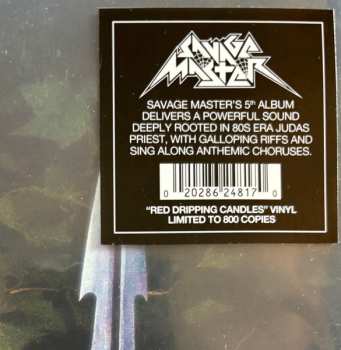 SAVAGE
MASTER
SAVAGE MASTER'S 5th ALBUM
DELIVERS A POWERFUL SOUND
DEEPLY ROOTED IN 80S ERA JUDAS
PRIEST, WITH GALLOPING RIFFS AND
SING ALONG ANTHEMIC CHORUSES.
0 20286 24817 0
"RED DRIPPING CANDLES" VINYL
LIMITED TO 800 COPIES